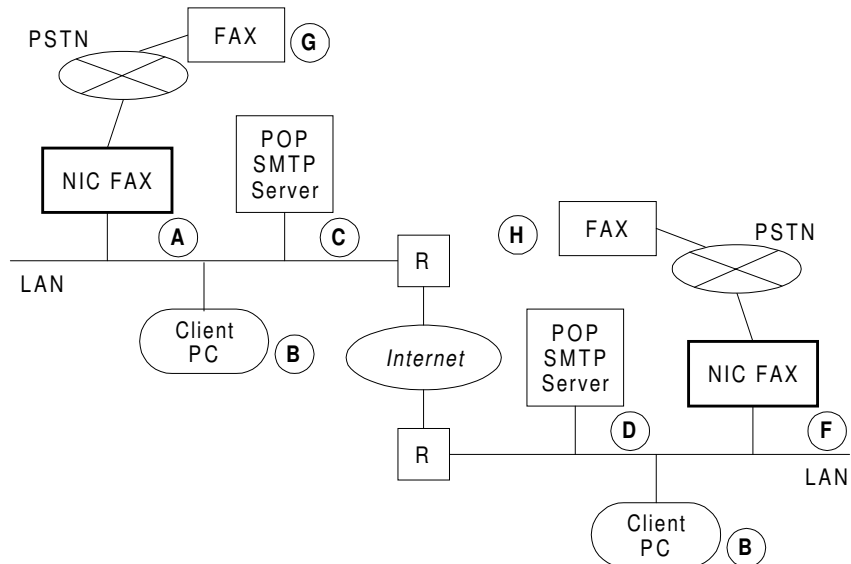 PSTN
FAX
G
NIC FAX
POP
SMTP
Server
A
C
LAN
R
Client
PC
B
Internet
H
FAX
PSTN
POP
SMTP
Server
NIC FAX
R
D
F
LAN
Client
PC
B